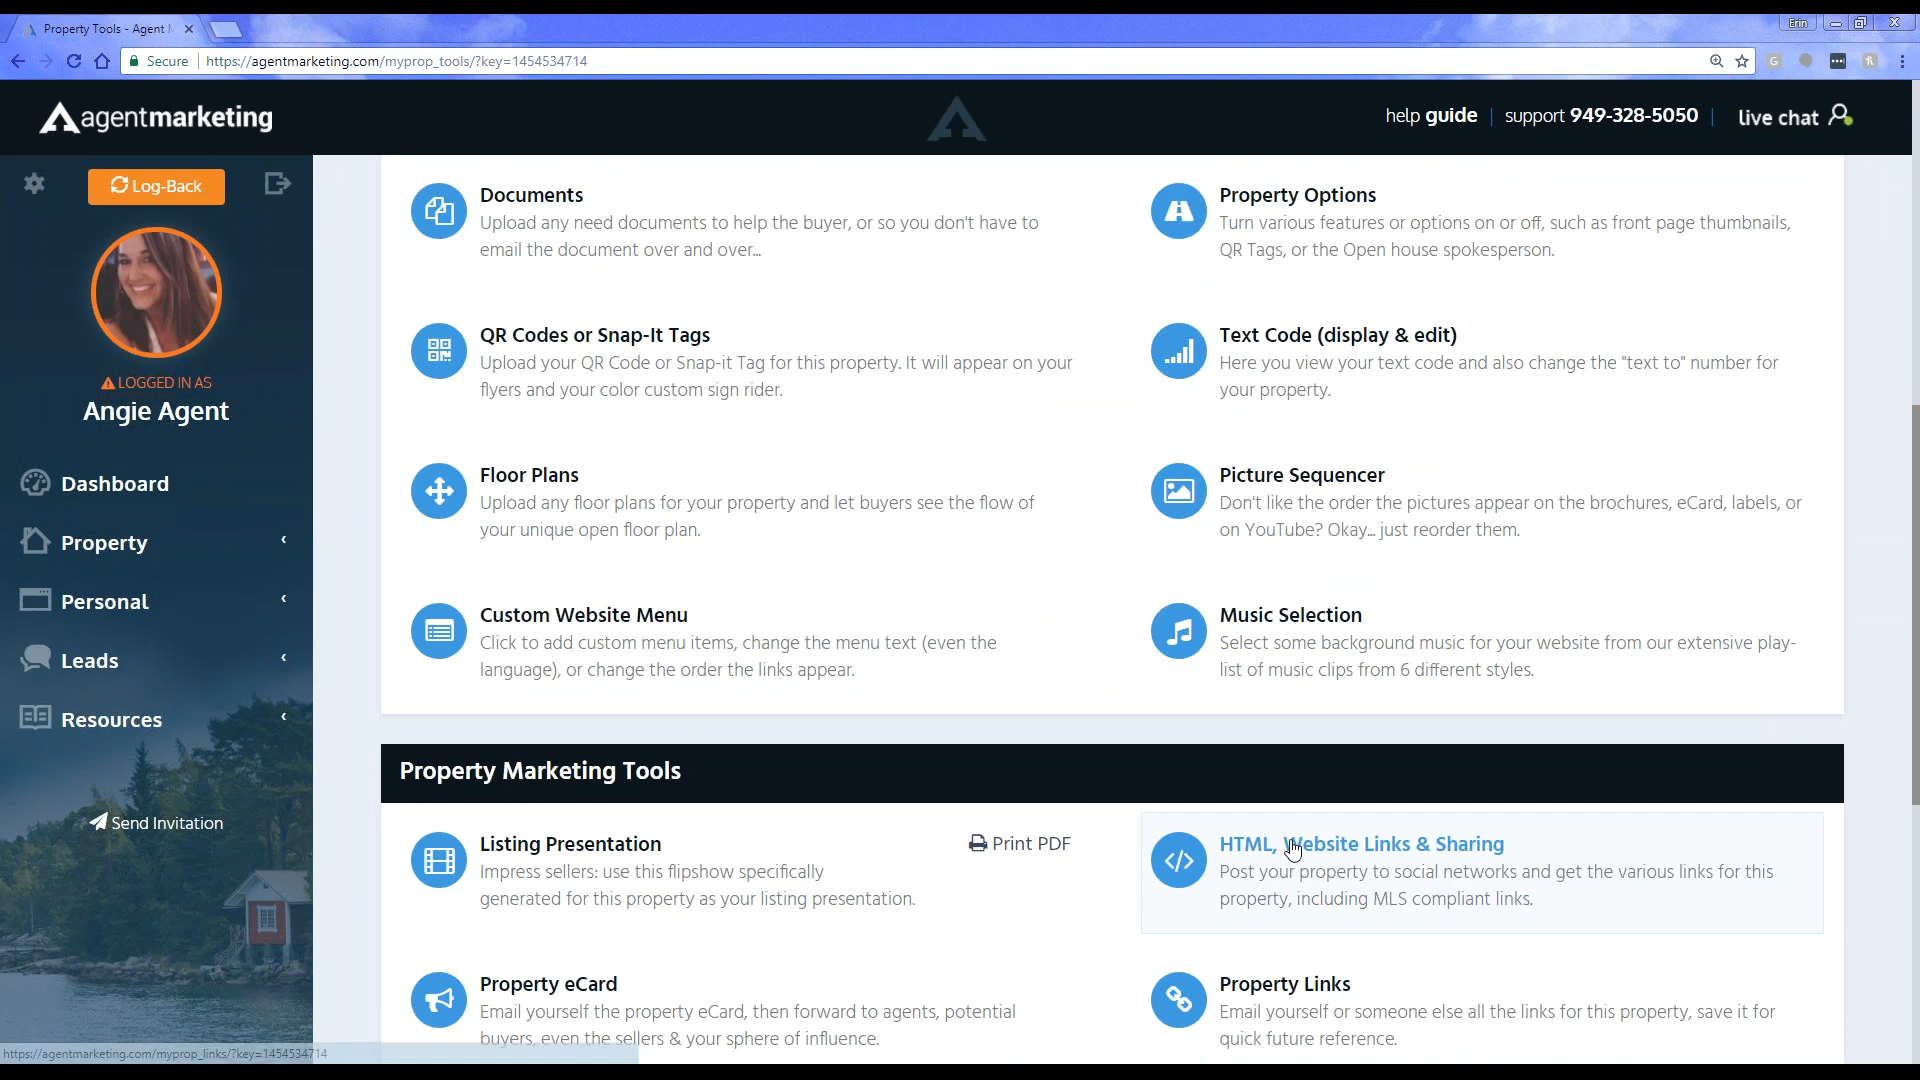 Property Tools - Agent
Erin
Secure
https://agentmarketing.com/myprop_tools/?key=1454534714
agentmarketing
help guide
support 949-328-5050
live chat
Log-Back
LOGGED IN AS
Angie Agent
Dashboard
Property
Personal
Leads
Resources
Send Invitation
Documents
Upload any need documents to help the buyer, or so you don't have to
email the document over and over...
Property Options
Turn various features or options on or off, such as front page thumbnails,
QR Tags, or the Open house spokesperson.
QR Codes or Snap-It Tags
Upload your QR Code or Snap-it Tag for this property. It will appear on your
flyers and your color custom sign rider.
Text Code (display & edit)
Here you view your text code and also change the "text to" number for
your property.
Floor Plans
Upload any floor plans for your property and let buyers see the flow of
your unique open floor plan.
Picture Sequencer
Don't like the order the pictures appear on the brochures, eCard, labels, or
on YouTube? Okay... just reorder them.
Custom Website Menu
Click to add custom menu items, change the menu text (even the
language), or change the order the links appear.
Music Selection
Select some background music for your website from our extensive play-
list of music clips from 6 different styles.
Property Marketing Tools
Listing Presentation
Print PDF
Impress sellers: use this flipshow specifically
generated for this property as your listing presentation.
HTML, Website Links & Sharing
Post your property to social networks and get the various links for this
property, including MLS compliant links.
Property eCard
Email yourself the property eCard, then forward to agents, potential
buyers, even the sellers & your sphere of influence.
Property Links
Email yourself or someone else all the links for this property, save it for
quick future reference.
https://agentmarketing.com/myprop_links/?key=1454534714